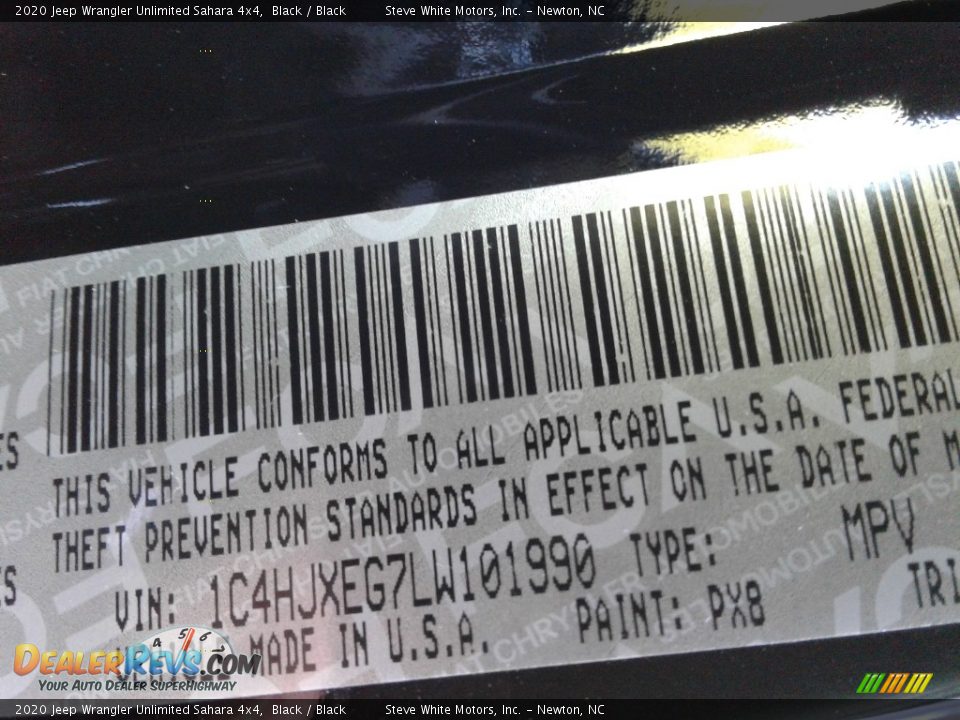 2020 Jeep Wrangler Unlimited Sahara 4x4,  Black / Black          Steve White Motors, Inc. – Newton, NC
THIS VEHICLE CONFORMS TO ALL APPLICABLE U.S.A. FEDERAL
THEFT PREVENTION STANDARDS IN EFFECT ON THE DATE OF M
VIN: 1C4HJXEG7LW101990 TYPE: MPV
MADE IN U.S.A. PAINT: PX8 TRI
DEALERREVS.COM
YOUR AUTO DEALER SUPERHIGHWAY
2020 Jeep Wrangler Unlimited Sahara 4x4,  Black / Black          Steve White Motors, Inc. – Newton, NC